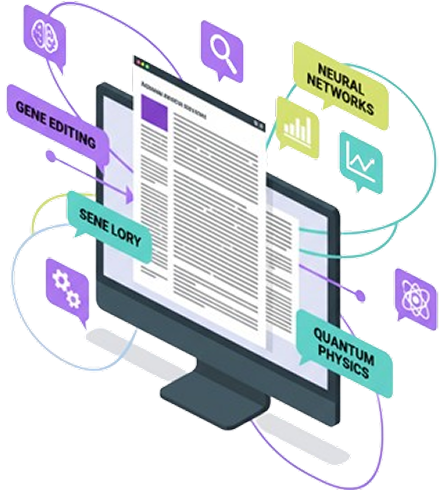 NEURAL
NETWORKS
GENE EDITING
SENE LORY
QUANTUM
PHYSICS